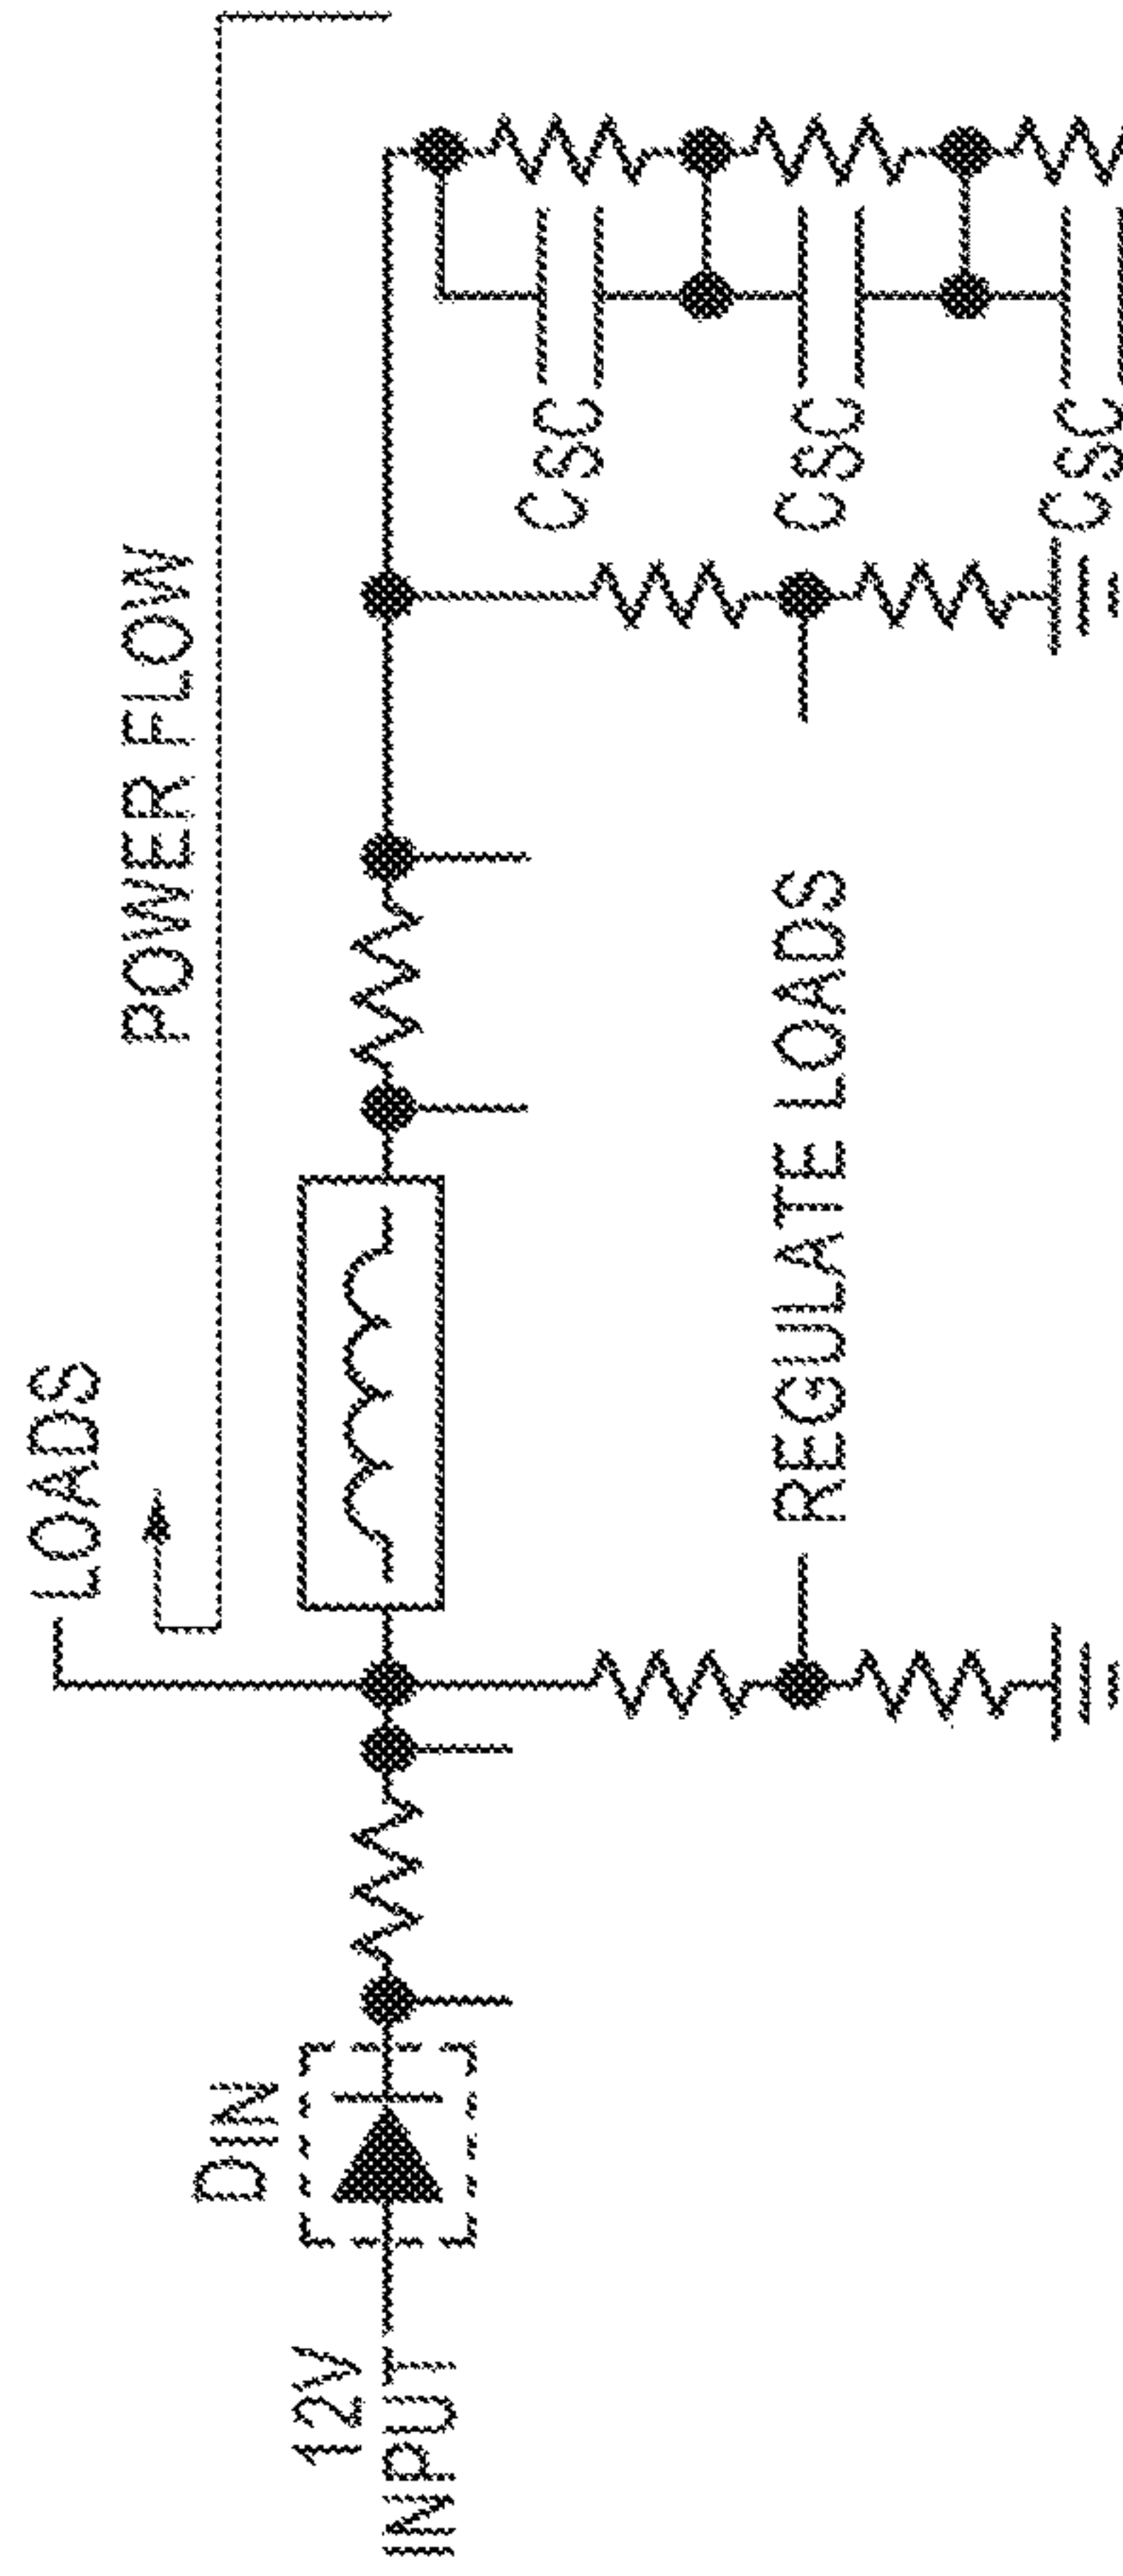 LOADS
POWER FLOW
DIN
12V
INPUT
REGULATE LOADS
CSC
CSC
CSC